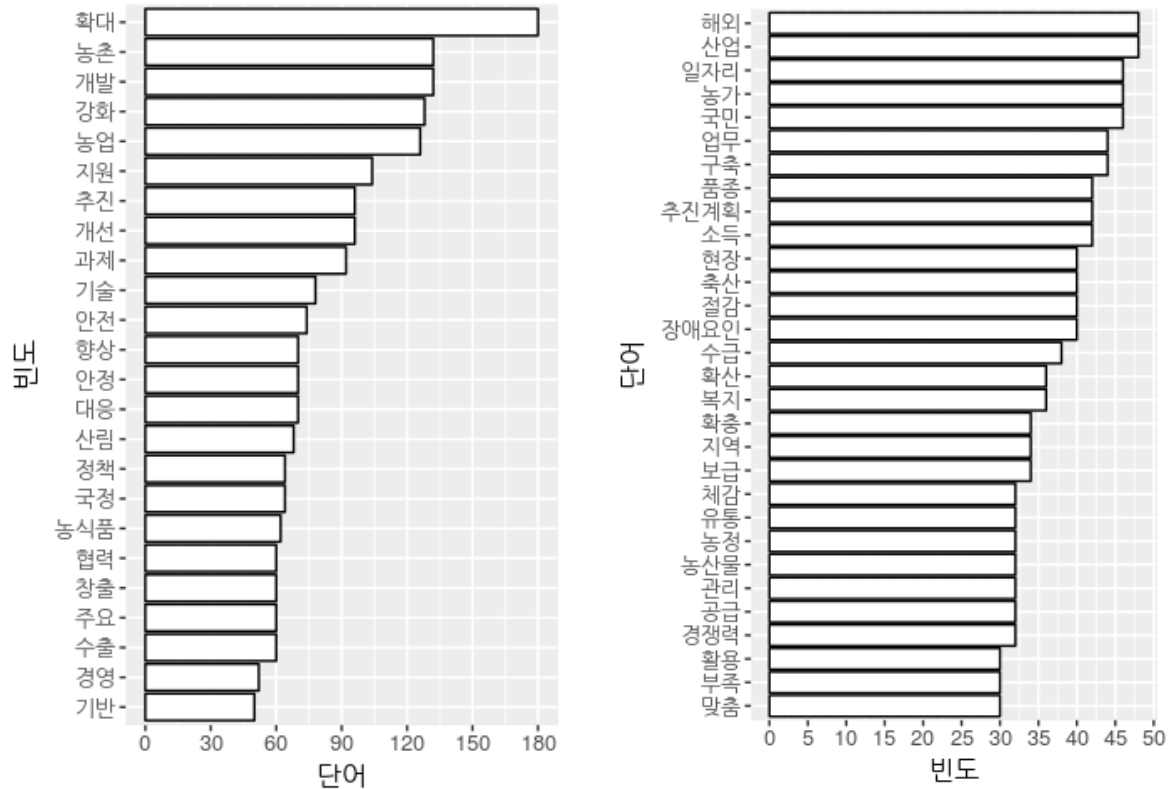 확대
농촌
개발
강화
농업
지원
추진
개선
과제
기술
안전
향상
안정
대응
산림
정책
국정
농식품
협력
창출
주요
수출
경영
기반
빈도
0 30 60 90 120 150 180
단어
해외
산업
일자리
농가
국민
업무
구축
품종
추진계획
소득
현장
축산
절감
장애요인
수급
확산
복지
확충
지역
보급
체감
유통
농정
농산물
관리
공급
경쟁력
활용
부족
맞춤
단어
0 5 10 15 20 25 30 35 40 45 50
빈도